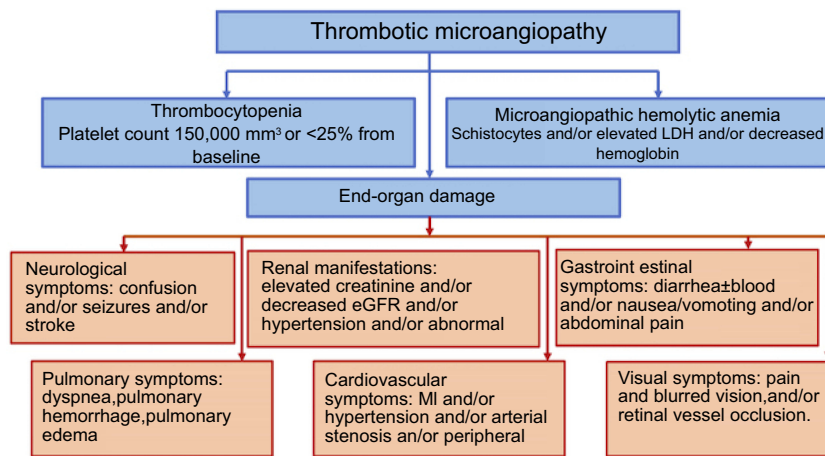 Thrombotic microangiopathy
Thrombocytopenia
Platelet count 150,000 mm³ or <25% from
baseline
Microangiopathic hemolytic anemia
Schistocytes and/or elevated LDH and/or decreased
hemoglobin
End-organ damage
Neurological
symptoms: confusion
and/or seizures and/or
stroke
Renal manifestations:
elevated creatinine and/or
decreased eGFR and/or
hypertension and/or abnormal
Gastroint estinal
symptoms: diarrhea±blood
and/or nausea/vomoting and/or
abdominal pain
Pulmonary symptoms:
dyspnea,pulmonary
hemorrhage,pulmonary
edema
Cardiovascular
symptoms: MI and/or
hypertension and/or arterial
stenosis an/or peripheral
Visual symptoms: pain
and blurred vision,and/or
retinal vessel occlusion.